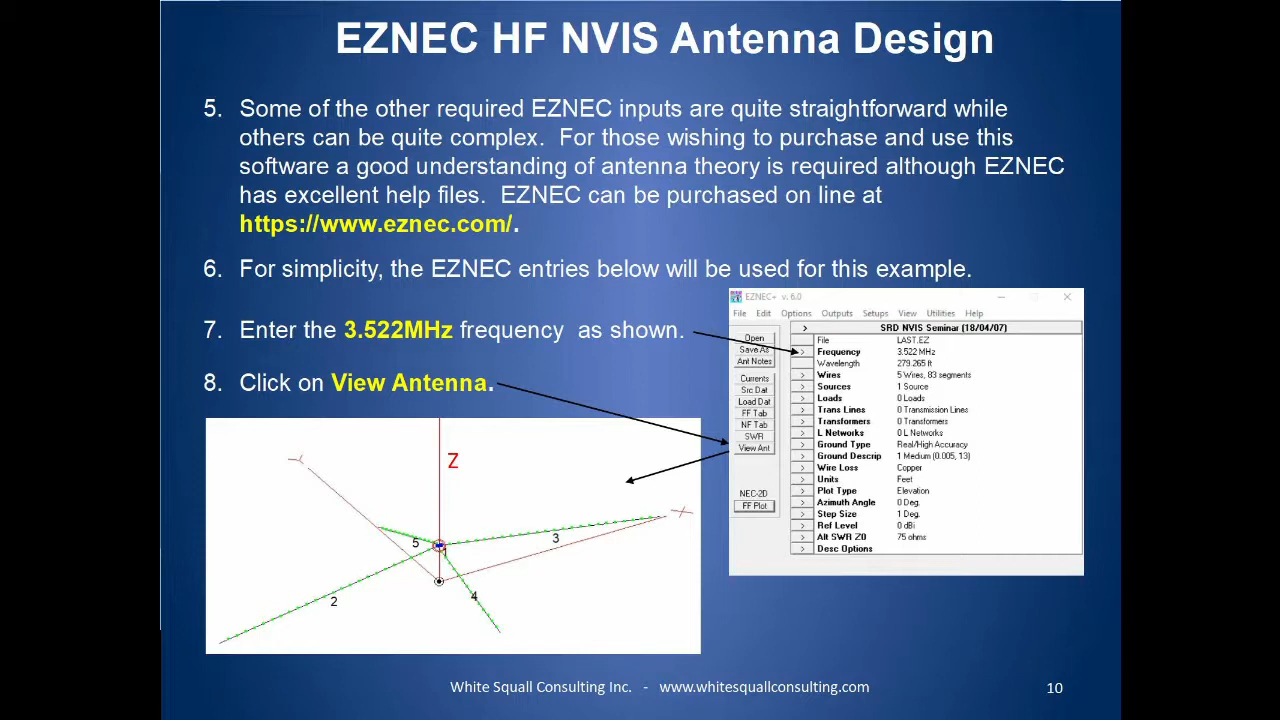 EZNEC HF NVIS Antenna Design
5. Some of the other required EZNEC inputs are quite straightforward while
others can be quite complex. For those wishing to purchase and use this
software a good understanding of antenna theory is required although EZNEC
has excellent help files. EZNEC can be purchased on line at
https://www.eznec.com/.
6. For simplicity, the EZNEC entries below will be used for this example.
7. Enter the 3.522MHz frequency as shown.
8. Click on View Antenna.
Z
Y
X
5
3
2
4
EZNEC+ v. 6.0
File Edit Options Outputs Setups View Utilities Help
Open
Save As
Ant Notes
Currents
Src Dat
Load Dat
FF Tab
NF Tab
SWR
View Ant
NEC-2D
FF Plot
> SRD NVIS Seminar (18/04/07)
File LAST.EZ
> Frequency 3.522 MHz
Wavelength 279.265 ft
> Wires 5 Wires, 83 segments
> Sources 1 Source
> Loads 0 Loads
> Trans Lines 0 Transmission Lines
> Transformers 0 Transformers
> L Networks 0 L Networks
> Ground Type Real/High Accuracy
> Ground Descrip 1 Medium (0.005, 13)
> Wire Loss Copper
> Units Feet
> Plot Type Elevation
> Azimuth Angle 0 Deg.
> Step Size 1 Deg.
> Ref Level 0 dBi
> Alt SWR Z0 75 ohms
> Desc Options
White Squall Consulting Inc. - www.whitesquallconsulting.com
10